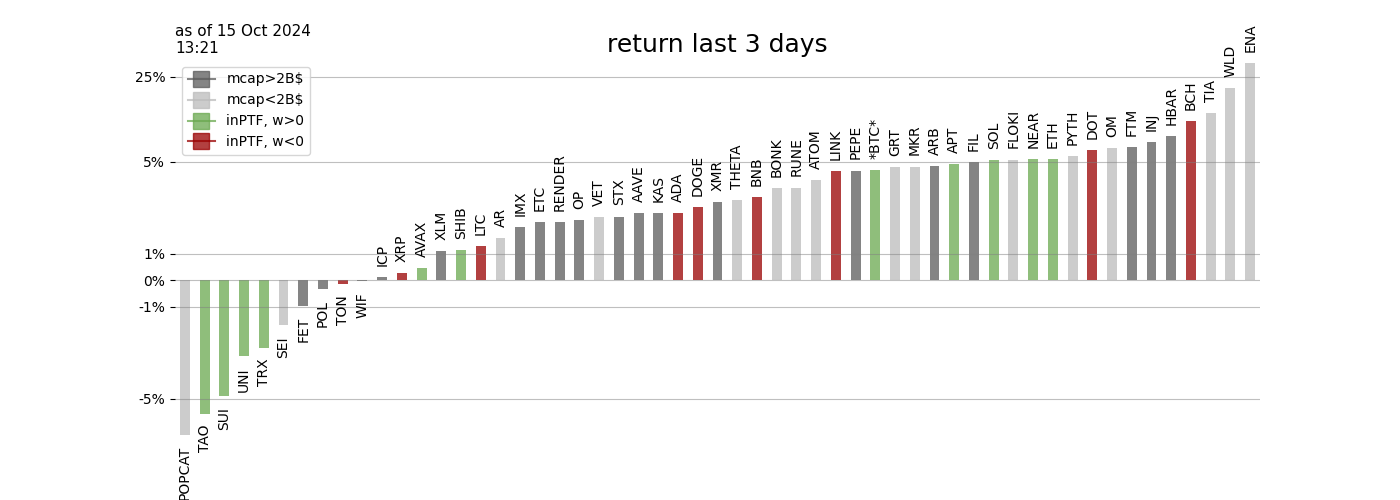 as of 15 Oct 2024
13:21
return last 3 days
mcap>2B$
mcap<2B$
inPTF, w>0
inPTF, w<0
25%
5%
1%
0%
-1%
-5%
POPCAT
TAO
SUI
UNI
TRX
SEI
FET
POL
TON
WIF
ICP
XRP
AVAX
XLM
SHIB
LTC
AR
IMX
ETC
RENDER
OP
VET
STX
AAVE
KAS
ADA
DOGE
XMR
THETA
BNB
BONK
RUNE
ATOM
LINK
PEPE
*BTC*
GRT
MKR
ARB
APT
FIL
SOL
FLOKI
NEAR
ETH
PYTH
DOT
OM
FTM
INJ
HBAR
BCH
TIA
WLD
ENA